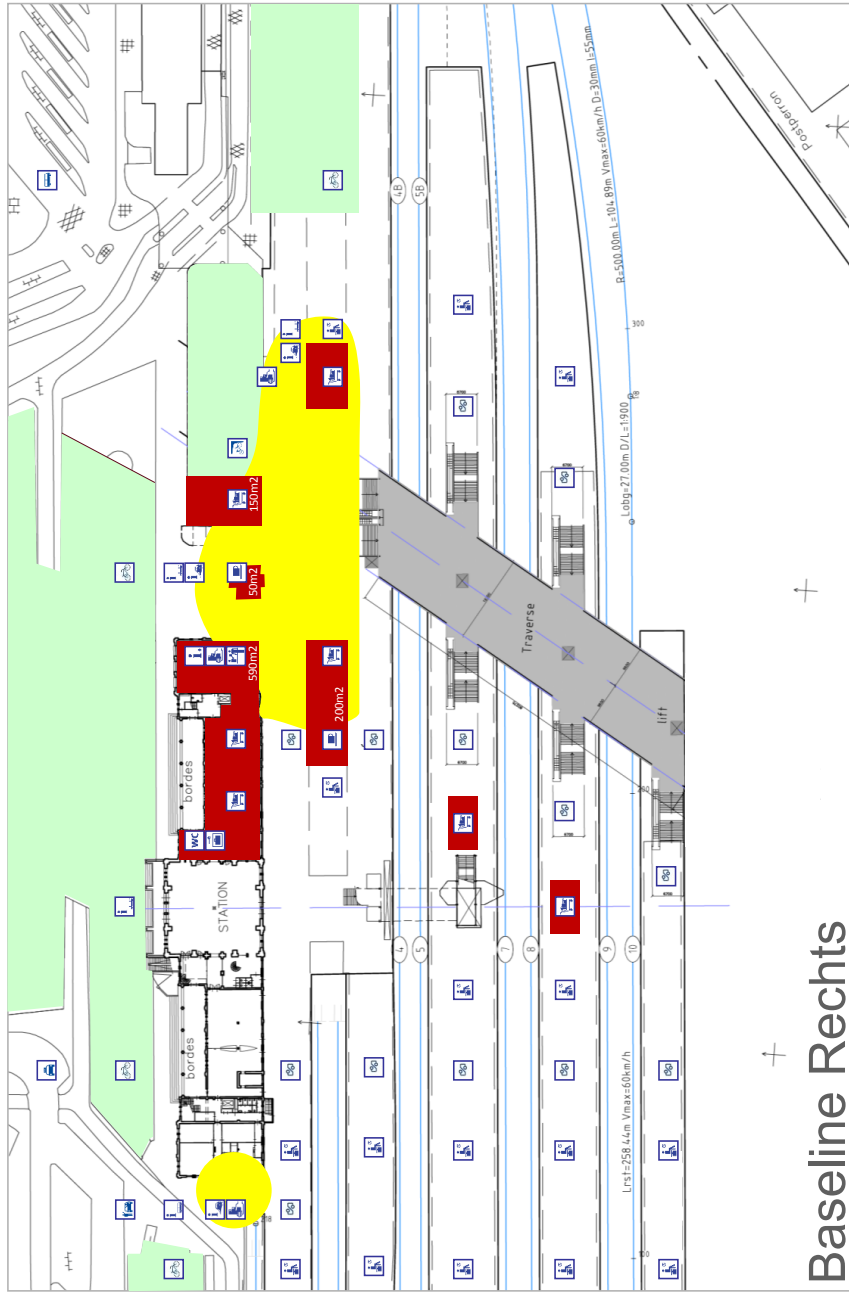 Postperron
4B
5B
R=500.00m L=104.89m Vmax=60km/h D=30mm I=55mm
300
Lobg=27.00m D/L=1:900
150m2
50m2
590m2
200m2
Traverse
lift
bordes
WC
STATION
4
5
7
8
9
10
bordes
Lrst=258.44m Vmax=60km/h
100
Baseline Rechts